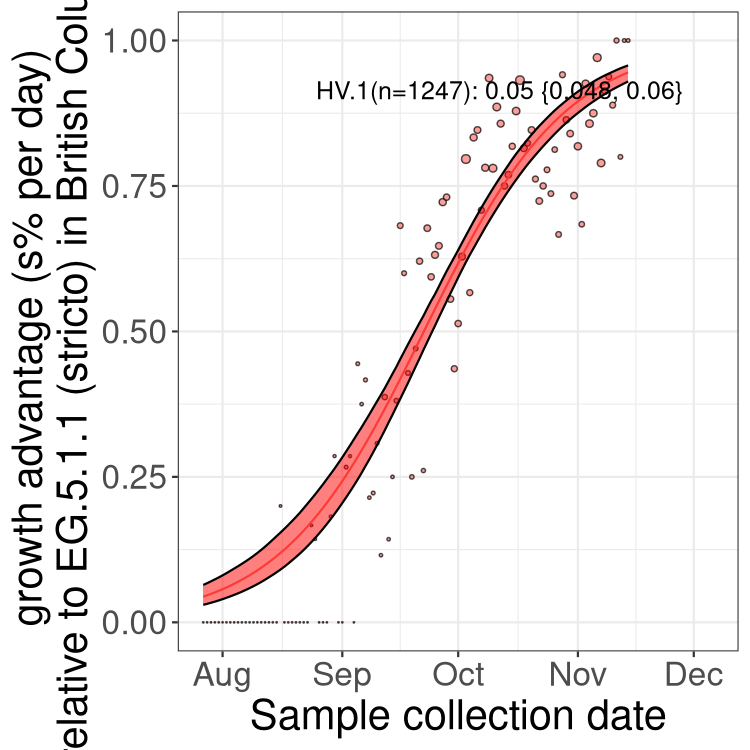 growth advantage (s% per day)
relative to EG.5.1.1 (stricto) in British
1.00
0.75
0.50
0.25
0.00
HV.1(n=1247): 0.05 {0.048, 0.06}
Aug Sep Oct Nov Dec
Sample collection date